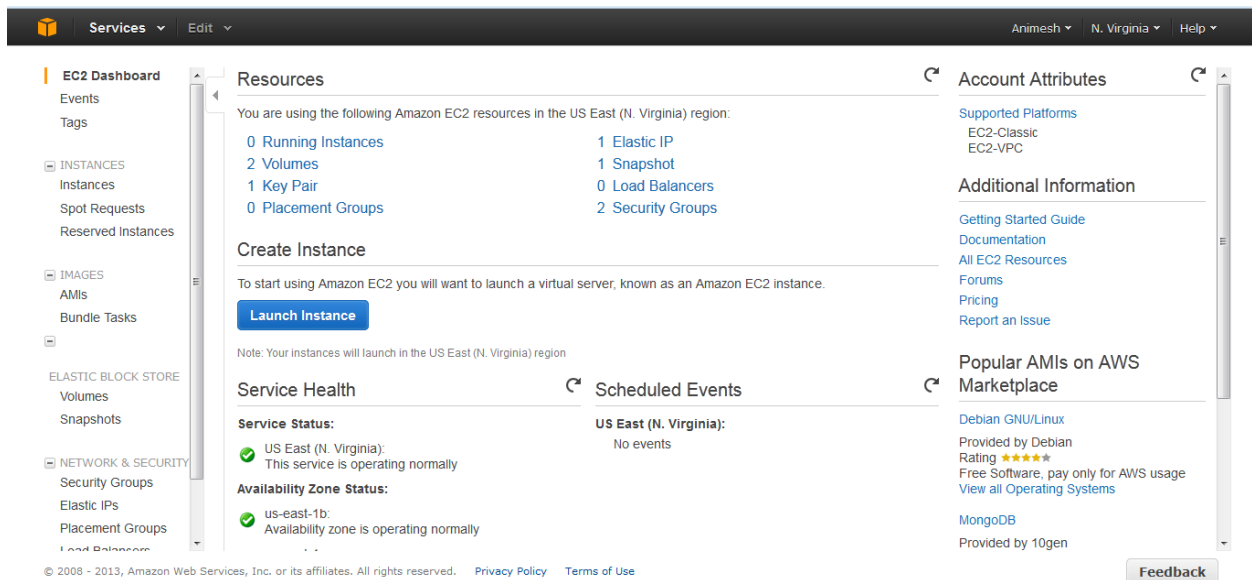 Services Edit Animesh N. Virginia Help
EC2 Dashboard
Events
Tags
INSTANCES
Instances
Spot Requests
Reserved Instances
IMAGES
AMIs
Bundle Tasks
ELASTIC BLOCK STORE
Volumes
Snapshots
NETWORK & SECURITY
Security Groups
Elastic IPs
Placement Groups
Load Balancers
Resources
You are using the following Amazon EC2 resources in the US East (N. Virginia) region:
0 Running Instances
2 Volumes
1 Key Pair
0 Placement Groups
1 Elastic IP
1 Snapshot
0 Load Balancers
2 Security Groups
Create Instance
To start using Amazon EC2 you will want to launch a virtual server, known as an Amazon EC2 instance.
Launch Instance
Note: Your instances will launch in the US East (N. Virginia) region
Service Health
Service Status:
US East (N. Virginia):
This service is operating normally
Availability Zone Status:
us-east-1b:
Availability zone is operating normally
Scheduled Events
US East (N. Virginia):
No events
Account Attributes
Supported Platforms
EC2-Classic
EC2-VPC
Additional Information
Getting Started Guide
Documentation
All EC2 Resources
Forums
Pricing
Report an Issue
Popular AMIs on AWS
Marketplace
Debian GNU/Linux
Provided by Debian
Rating
Free Software, pay only for AWS usage
View all Operating Systems
MongoDB
Provided by 10gen
© 2008 - 2013, Amazon Web Services, Inc. or its affiliates. All rights reserved. Privacy Policy Terms of Use
Feedback